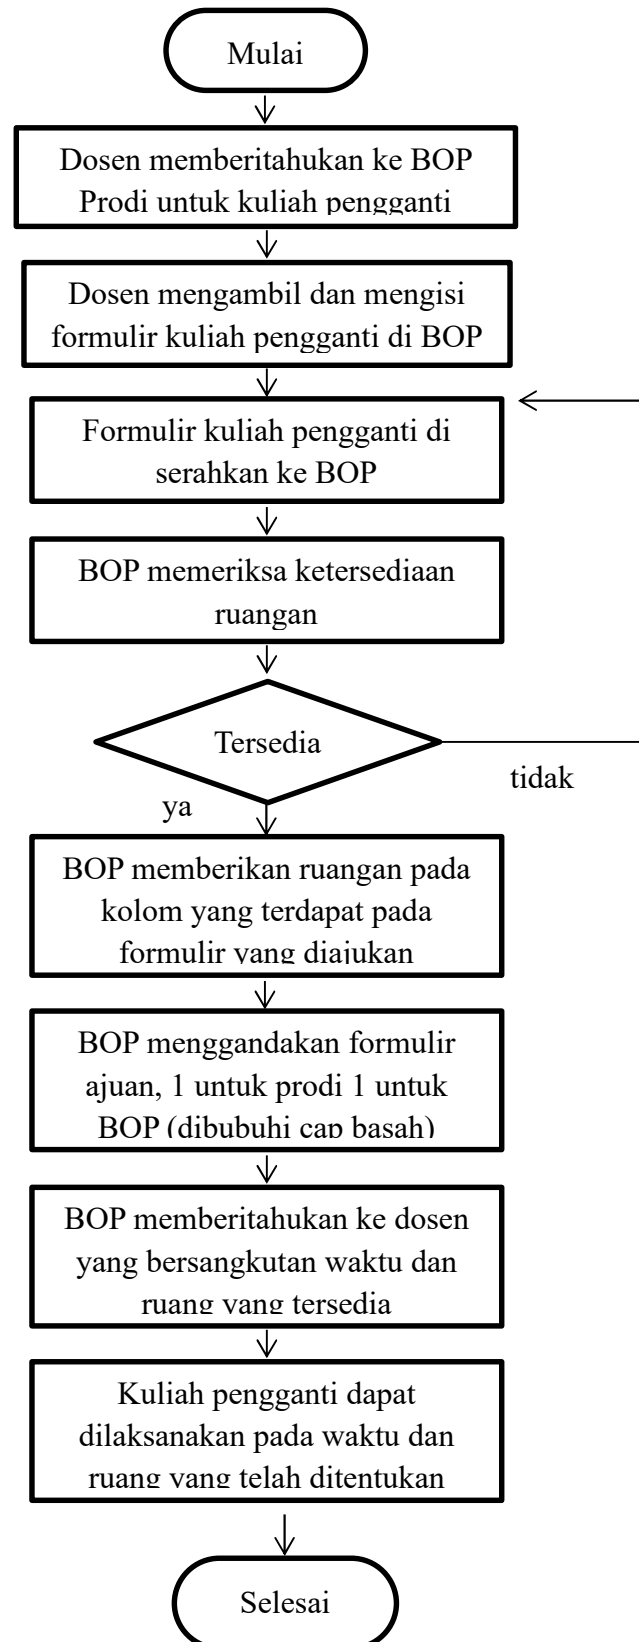 Mulai
Dosen memberitahukan ke BOP
Prodi untuk kuliah pengganti
Dosen mengambil dan mengisi
formulir kuliah pengganti di BOP
Formulir kuliah pengganti di
serahkan ke BOP
BOP memeriksa ketersediaan
ruangan
Tersedia
tidak
ya
BOP memberikan ruangan pada
kolom yang terdapat pada
formulir yang diajukan
BOP menggandakan formulir
ajuan, 1 untuk prodi 1 untuk
BOP (dibubuhi cap basah)
BOP memberitahukan ke dosen
yang bersangkutan waktu dan
ruang yang tersedia
Kuliah pengganti dapat
dilaksanakan pada waktu dan
ruang yang telah ditentukan
Selesai